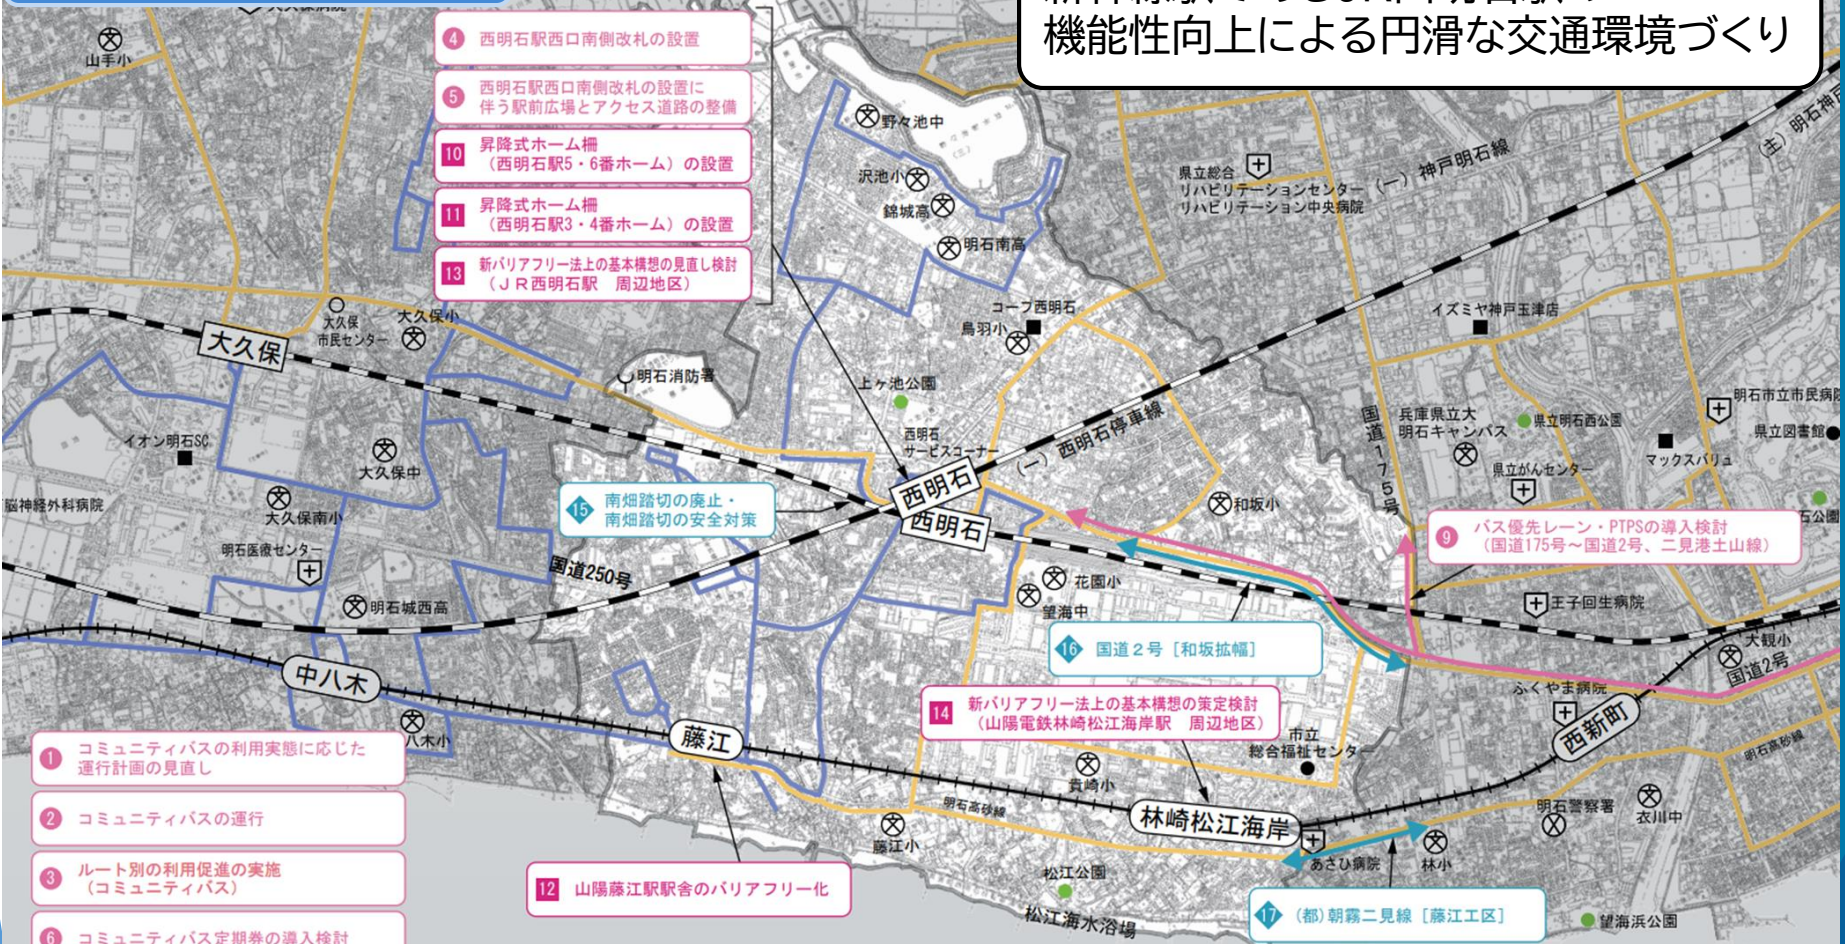 機能性向上による円滑な交通環境づくり
山手小
4 西明石駅西口南側改札の設置
5 西明石駅西口南側改札の設置に
伴う駅前広場とアクセス道路の整備
10 昇降式ホーム柵
(西明石駅5・6番ホーム)の設置
11 昇降式ホーム柵
(西明石駅3・4番ホーム)の設置
13 新バリアフリー法上の基本構想の見直し検討
(JR西明石駅 周辺地区)
野々池中
沢池小
錦城高
明石南高
県立総合
リハビリテーションセンター
リハビリテーション中央病院
(一)神戸明石線
(主)明石神戸
大久保
大久保
市民センター
大久保小
明石消防署
コープ西明石
鳥羽小
上ヶ池公園
西明石
サービスコーナー
(一)西明石停車線
イズミヤ神戸玉津店
国道175号
兵庫県立大
明石キャンパス
県立明石西公園
県立がんセンター
マックスバリュ
明石市立市民病院
県立図書館
石公園
イオン明石SC
大久保中
脳神経外科病院
大久保南小
明石医療センター
明石城西高
国道250号
15 南畑踏切の廃止・
南畑踏切の安全対策
西明石
西明石
和坂小
花園小
望海中
9 バス優先レーン・PTPSの導入検討
(国道175号~国道2号、二見港土山線)
王子回生病院
大観小
国道2号
16 国道2号[和坂拡幅]
ふくやま病院
西新町
明石高砂線
14 新バリアフリー法上の基本構想の策定検討
(山陽電鉄林崎松江海岸駅 周辺地区)
市立
総合福祉センタ
中八木
八木小
藤江
貴崎小
明石高砂線
林崎松江海岸
明石警察署
衣川中
藤江小
あさひ病院
林小
松江公園
松江海水浴場
望海浜公園
1 コミュニティバスの利用実態に応じた
運行計画の見直し
2 コミュニティバスの運行
3 ルート別の利用促進の実施
(コミュニティバス)
6 コミュニティバス定期券の導入検討
12 山陽藤江駅駅舎のバリアフリー化
17 (都)朝霧二見線[藤江工区]